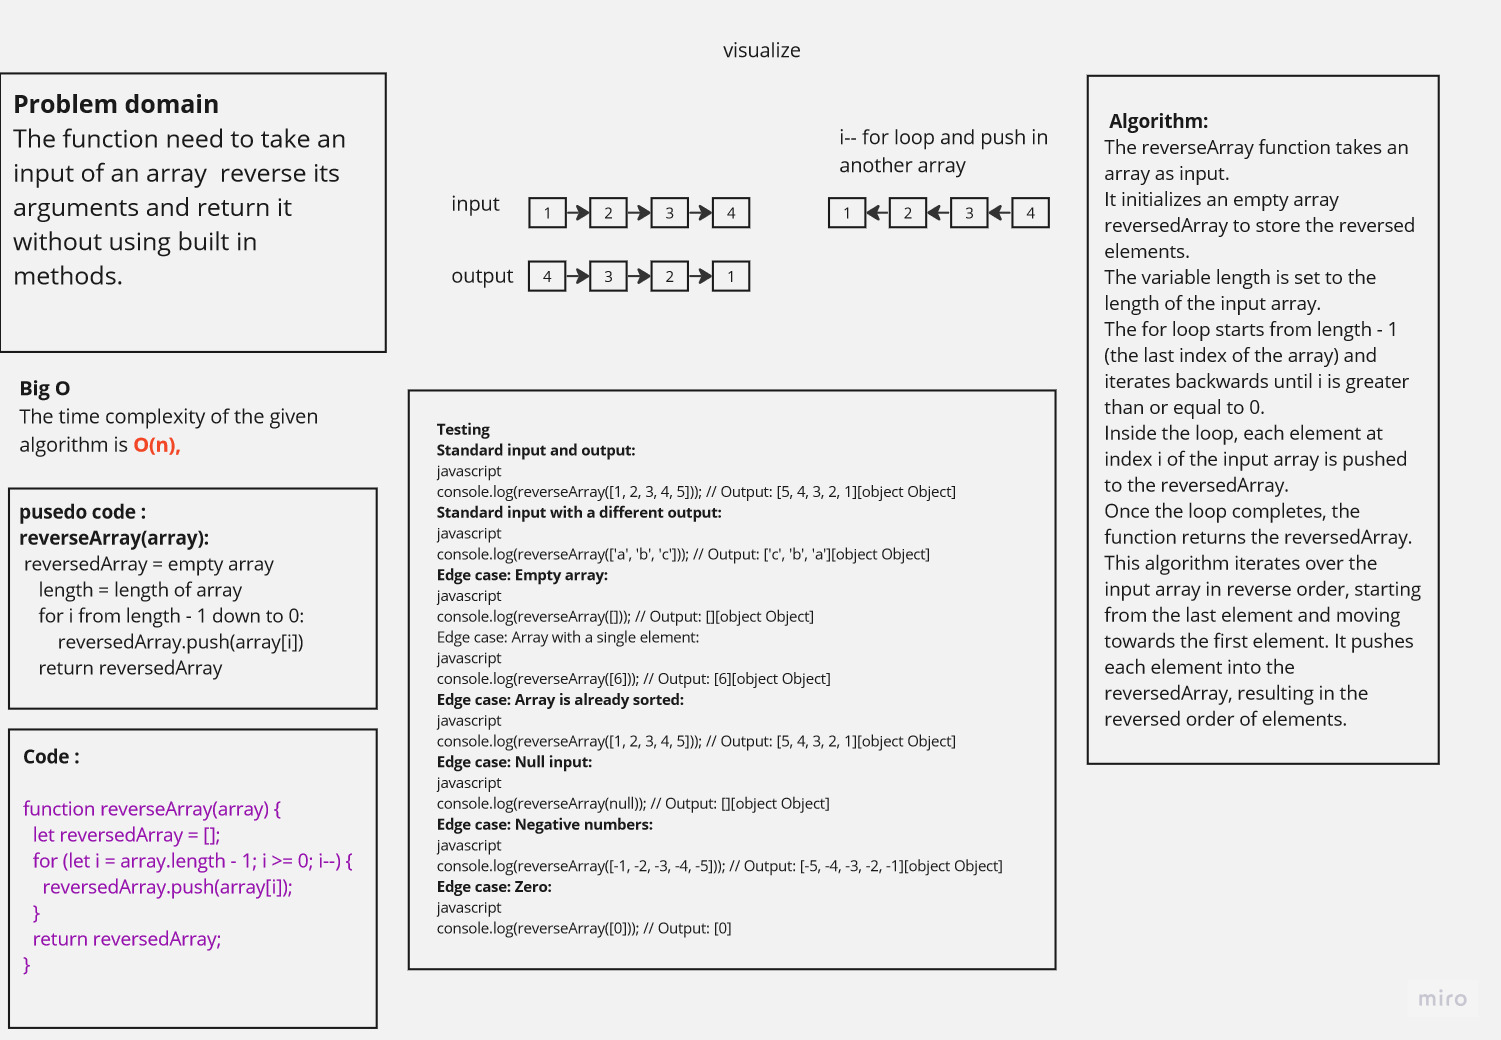 visualize
Problem domain
The function need to take an
input of an array  reverse its
arguments and return it
without using built in
methods.
input
1 2 3 4
output
4 3 2 1
i-- for loop and push in
another array
1 2 3 4
Algorithm:
The reverseArray function takes an
array as input.
It initializes an empty array
reversedArray to store the reversed
elements.
The variable length is set to the
length of the input array.
The for loop starts from length - 1
(the last index of the array) and
iterates backwards until i is greater
than or equal to 0.
Inside the loop, each element at
index i of the input array is pushed
to the reversedArray.
Once the loop completes, the
function returns the reversedArray.
This algorithm iterates over the
input array in reverse order, starting
from the last element and moving
towards the first element. It pushes
each element into the
reversedArray, resulting in the
reversed order of elements.
Big O
The time complexity of the given
algorithm is O(n),
pusedo code :
reverseArray(array):
reversedArray = empty array
length = length of array
for i from length - 1 down to 0:
reversedArray.push(array[i])
return reversedArray
Code :
function reverseArray(array) {
let reversedArray = [];
for (let i = array.length - 1; i >= 0; i--) {
reversedArray.push(array[i]);
}
return reversedArray;
}
Testing
Standard input and output:
javascript
console.log(reverseArray([1, 2, 3, 4, 5])); // Output: [5, 4, 3, 2, 1][object Object]
Standard input with a different output:
javascript
console.log(reverseArray(['a', 'b', 'c'])); // Output: ['c', 'b', 'a'][object Object]
Edge case: Empty array:
javascript
console.log(reverseArray([])); // Output: [][object Object]
Edge case: Array with a single element:
javascript
console.log(reverseArray([6])); // Output: [6][object Object]
Edge case: Array is already sorted:
javascript
console.log(reverseArray([1, 2, 3, 4, 5])); // Output: [5, 4, 3, 2, 1][object Object]
Edge case: Null input:
javascript
console.log(reverseArray(null)); // Output: [][object Object]
Edge case: Negative numbers:
javascript
console.log(reverseArray([-1, -2, -3, -4, -5])); // Output: [-5, -4, -3, -2, -1][object Object]
Edge case: Zero:
javascript
console.log(reverseArray([0])); // Output: [0]
miro